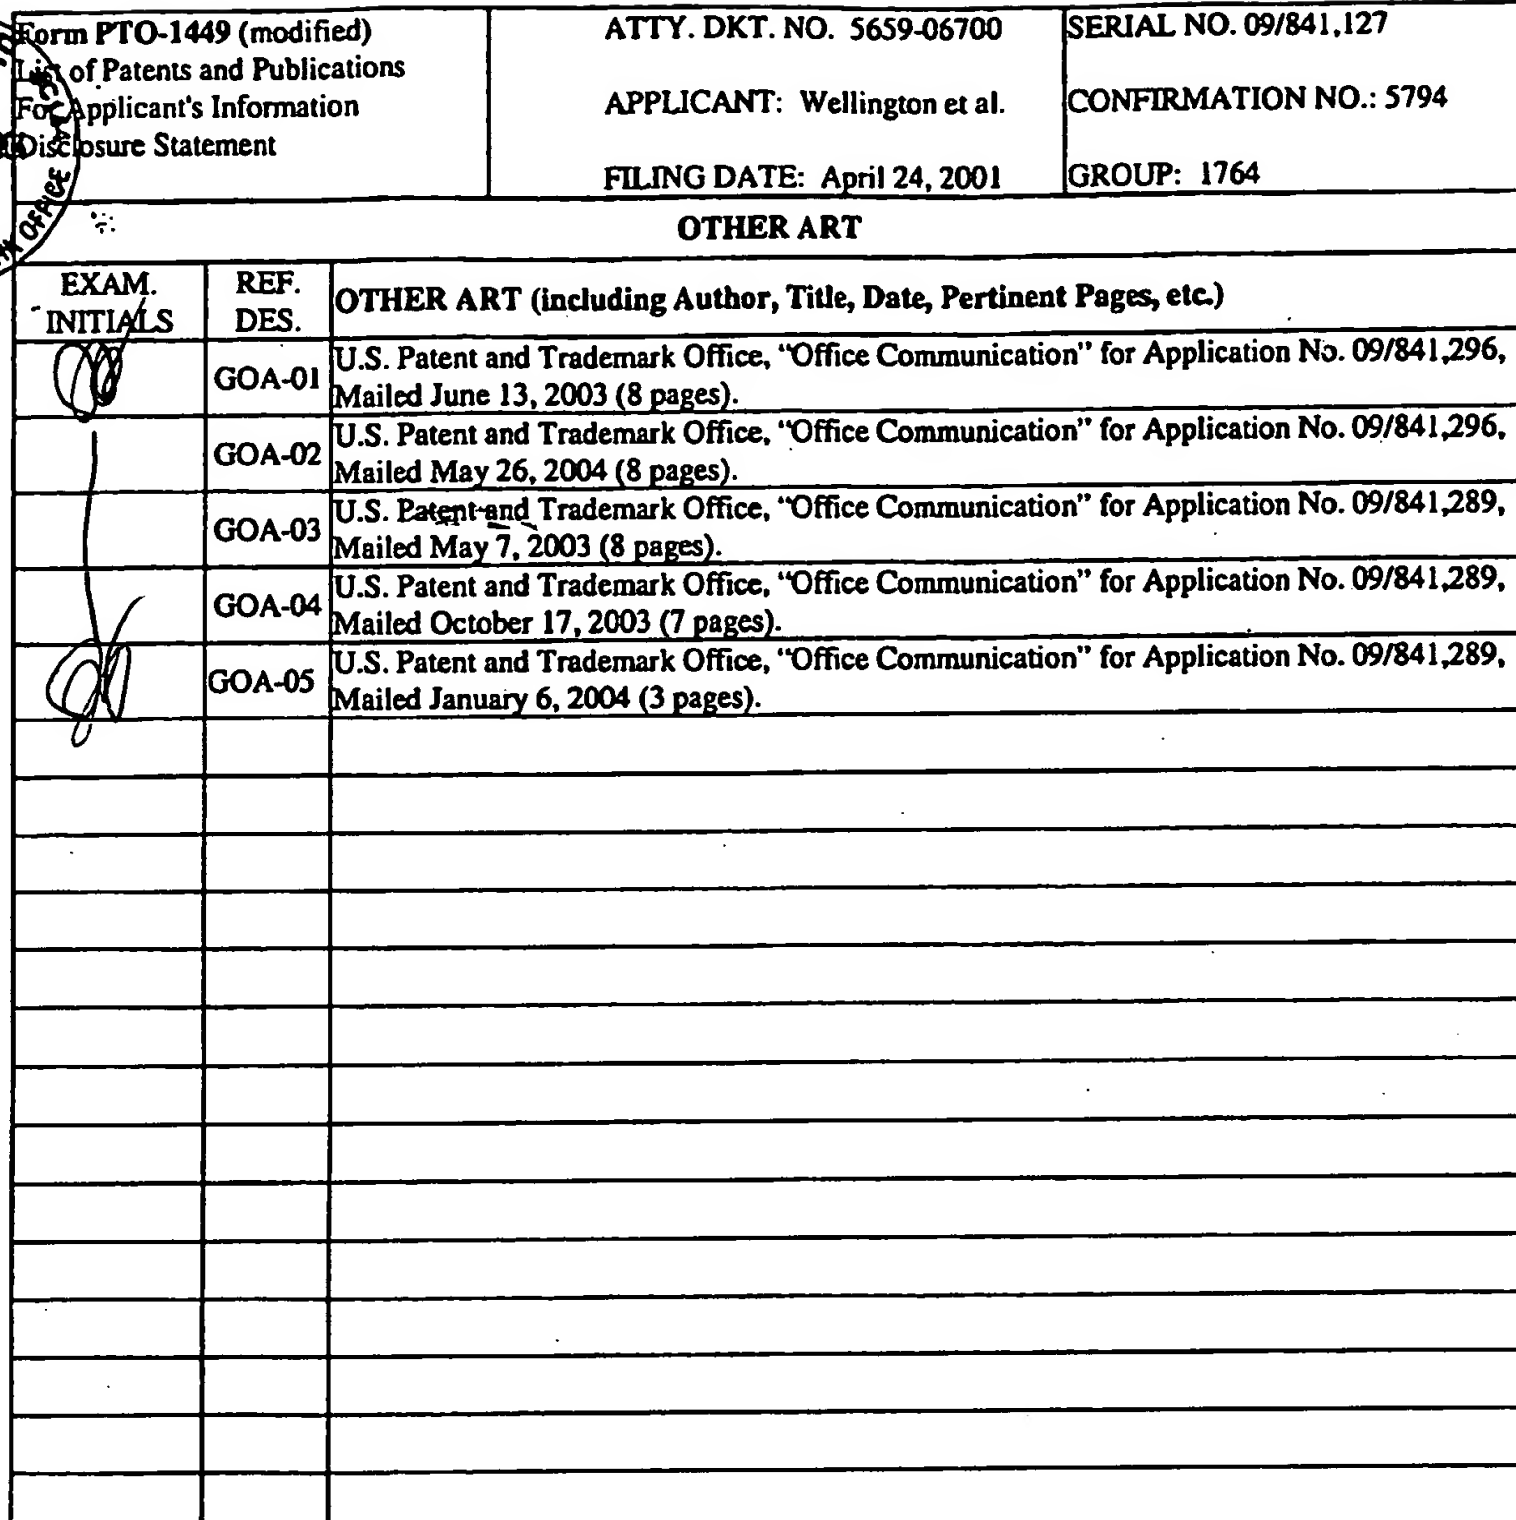 Form PTO-1449 (modified)
List of Patents and Publications
For Applicant's Information
Disclosure Statement
ATTY. DKT. NO. 5659-06700
APPLICANT: Wellington et al.
FILING DATE: April 24, 2001
SERIAL NO. 09/841,127
CONFIRMATION NO.: 5794
GROUP: 1764
OFFICE
OTHER ART
EXAM.
INITIALS
REF.
DES.
OTHER ART (including Author, Title, Date, Pertinent Pages, etc.)
GOA-01
U.S. Patent and Trademark Office, “Office Communication” for Application No. 09/841,296,
Mailed June 13, 2003 (8 pages).
GOA-02
U.S. Patent and Trademark Office, “Office Communication” for Application No. 09/841,296,
Mailed May 26, 2004 (8 pages).
GOA-03
U.S. Patent and Trademark Office, “Office Communication” for Application No. 09/841,289,
Mailed May 7, 2003 (8 pages).
GOA-04
U.S. Patent and Trademark Office, “Office Communication” for Application No. 09/841,289,
Mailed October 17, 2003 (7 pages).
GOA-05
U.S. Patent and Trademark Office, “Office Communication” for Application No. 09/841,289,
Mailed January 6, 2004 (3 pages).